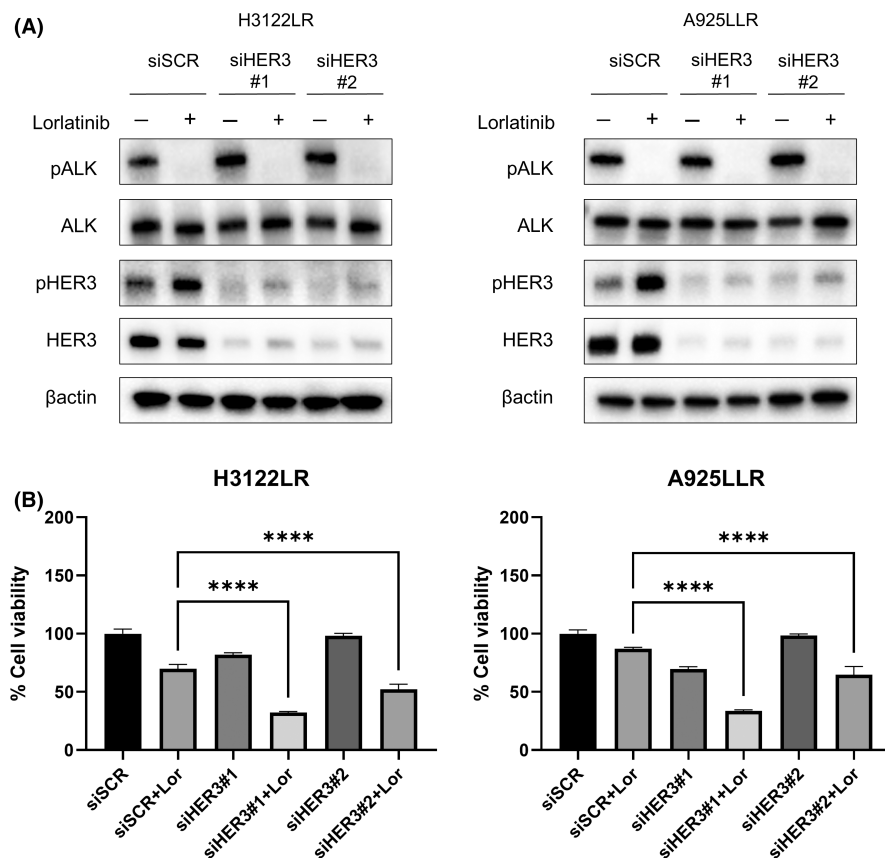 (A)
H3122LR
siSCR siHER3 #1 siHER3 #2
Lorlatinib – + – + – +
pALK
ALK
pHER3
HER3
βactin
A925LLR
siSCR siHER3 #1 siHER3 #2
Lorlatinib – + – + – +
pALK
ALK
pHER3
HER3
βactin
(B)
H3122LR
% Cell viability
200
150
100
50
0
****
****
siSCR
siSCR+Lor
siHER3#1
siHER3#1+Lor
siHER3#2
siHER3#2+Lor
A925LLR
% Cell viability
200
150
100
50
0
****
****
siSCR
siSCR+Lor
siHER3#1
siHER3#1+Lor
siHER3#2
siHER3#2+Lor